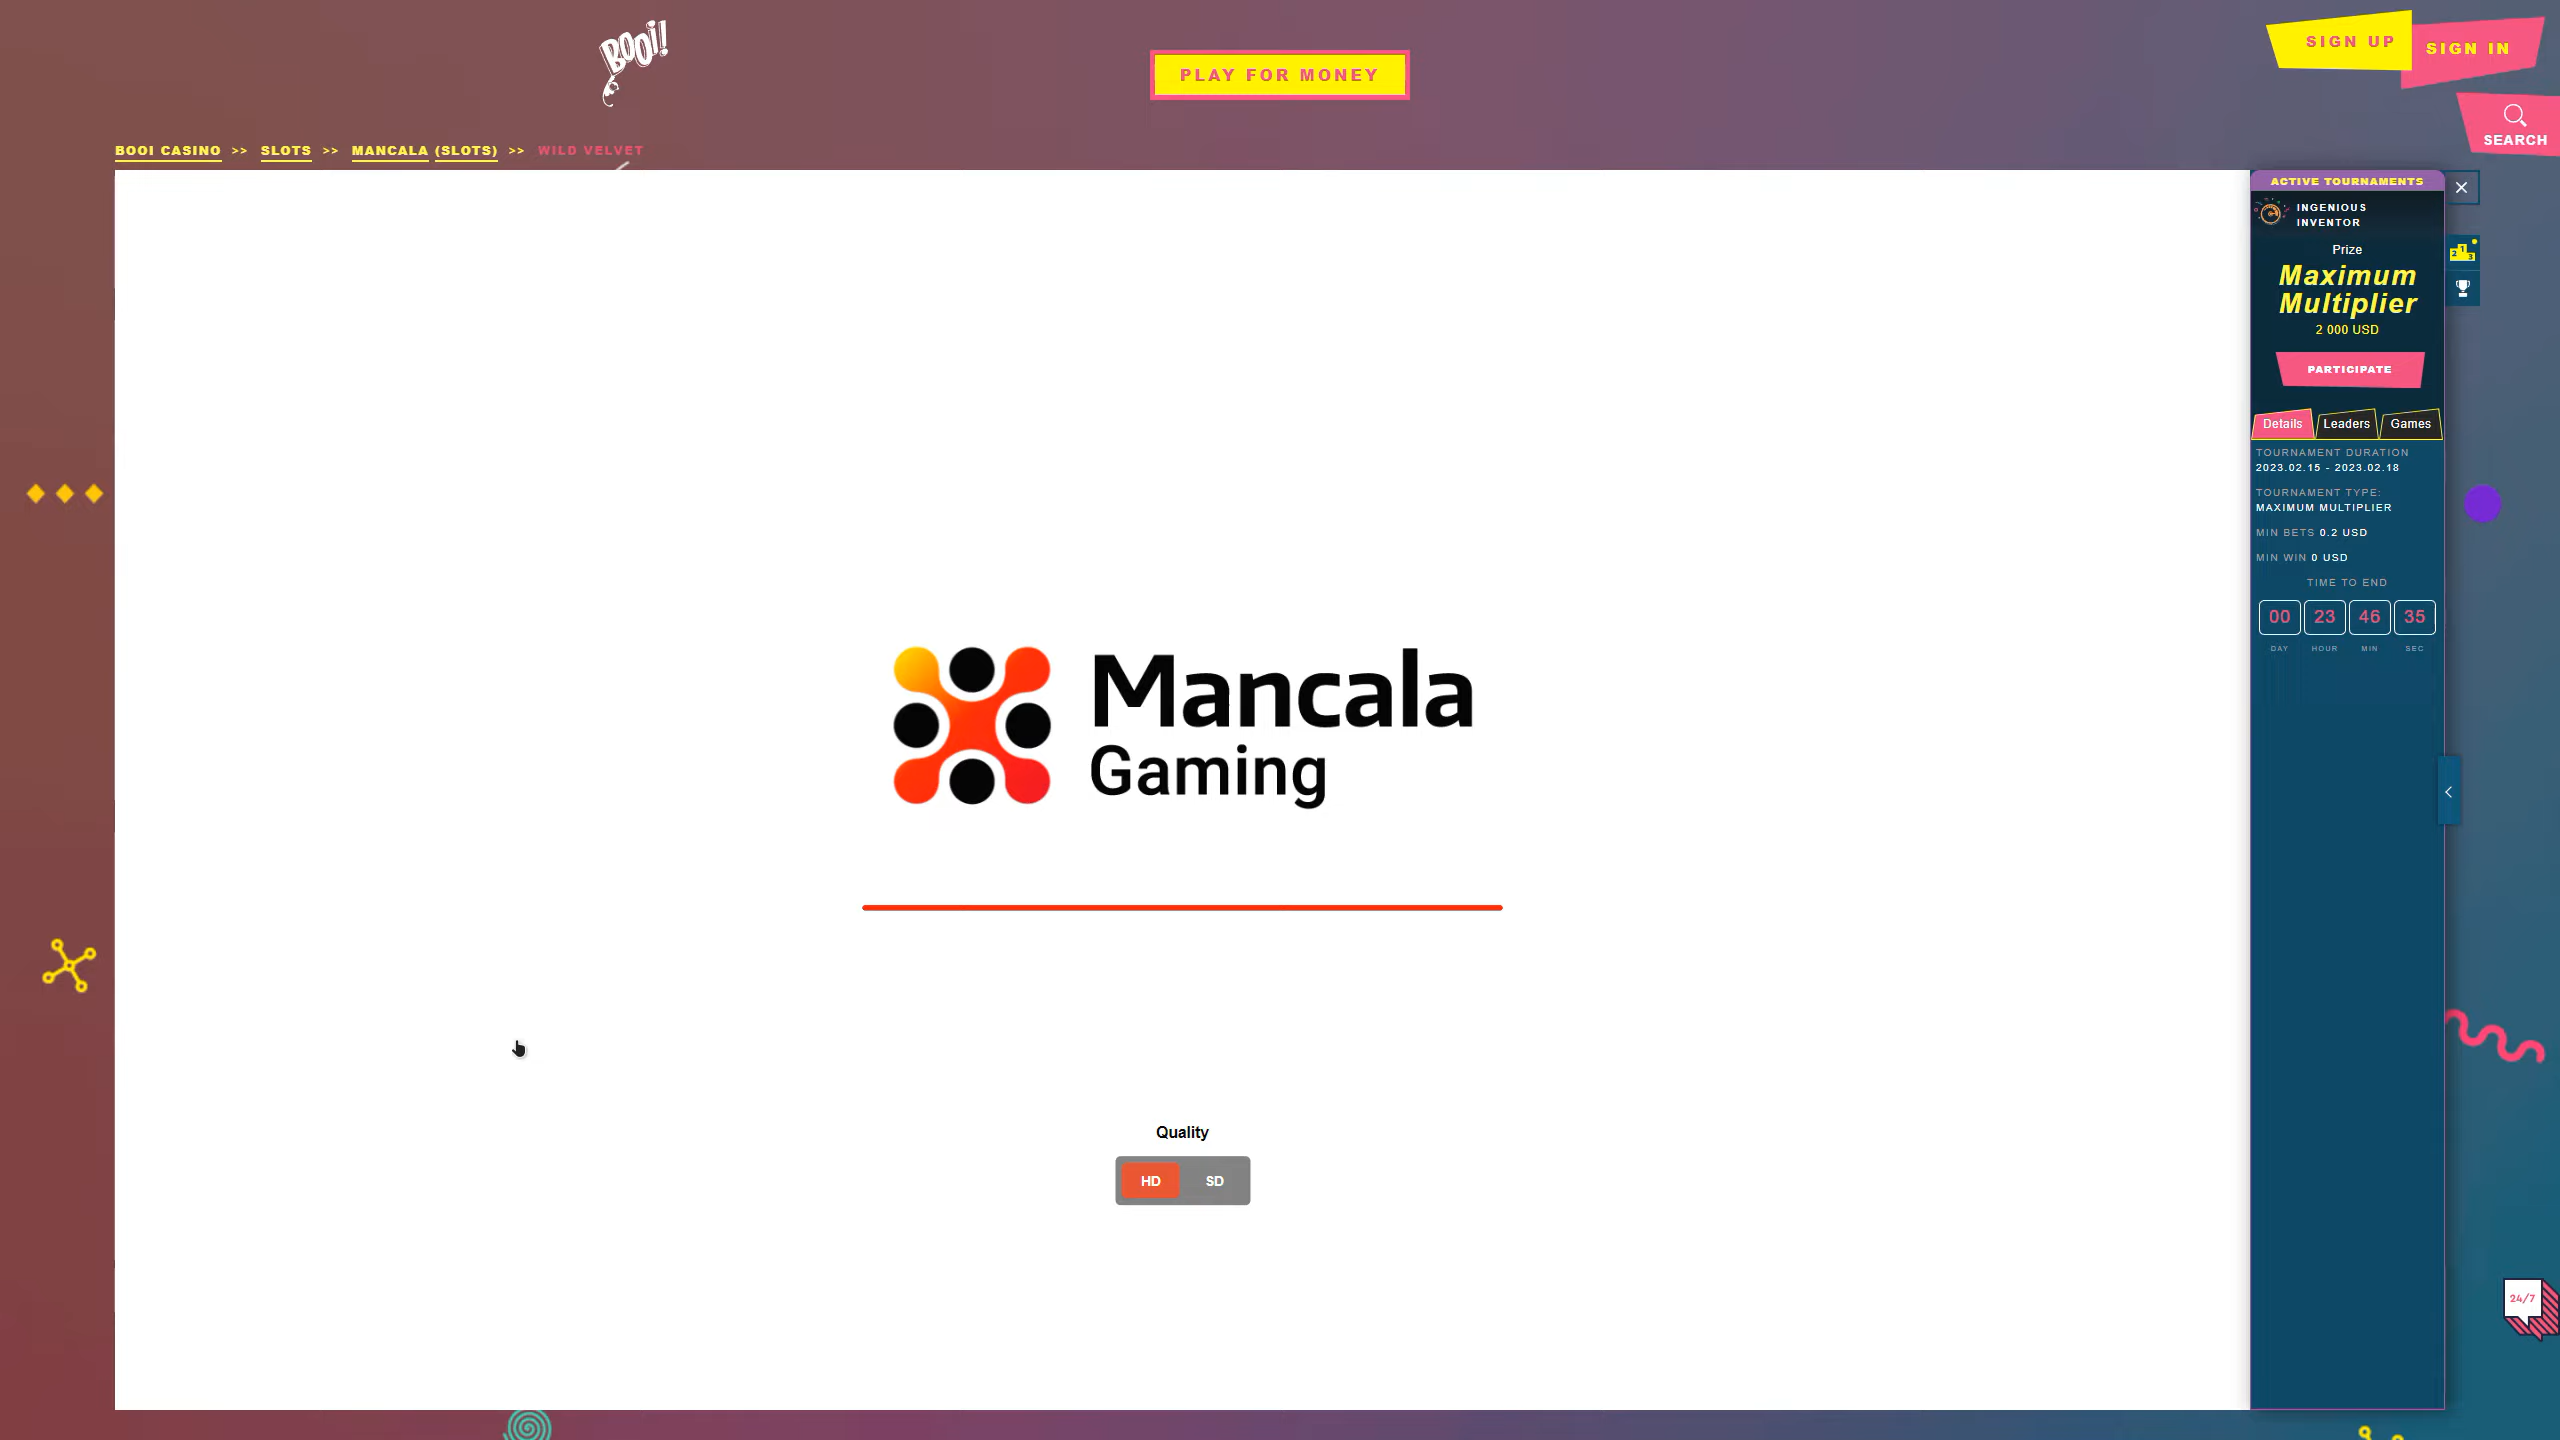 BOOi!
PLAY FOR MONEY
SIGN UP
SIGN IN
SEARCH
BOOI CASINO >> SLOTS >> MANCALA (SLOTS) >> WILD VELVET
Mancala
Gaming
Quality
HD SD
ACTIVE TOURNAMENTS
INGENIOUS
INVENTOR
Prize
Maximum
Multiplier
2 000 USD
PARTICIPATE
Details Leaders Games
TOURNAMENT DURATION
2023.02.15 - 2023.02.18
TOURNAMENT TYPE:
MAXIMUM MULTIPLIER
MIN BETS 0.2 USD
MIN WIN 0 USD
TIME TO END
00 23 46 35
DAY HOUR MIN SEC
2 1 3
24/7